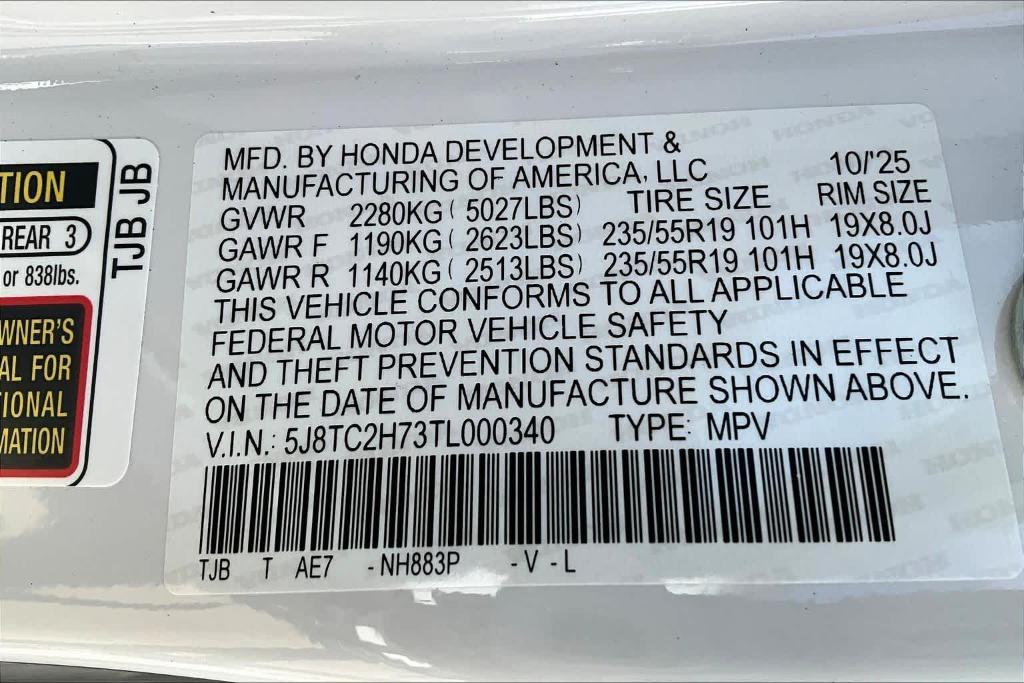 TION
REAR 3
or 838lbs.
WNER'S
AL FOR
TIONAL
MATION
TJB JB
MFD. BY HONDA DEVELOPMENT &
MANUFACTURING OF AMERICA, LLC 10/'25
GVWR 2280KG ( 5027LBS) TIRE SIZE RIM SIZE
GAWR F 1190KG ( 2623LBS) 235/55R19 101H 19X8.0J
GAWR R 1140KG ( 2513LBS) 235/55R19 101H 19X8.0J
THIS VEHICLE CONFORMS TO ALL APPLICABLE
FEDERAL MOTOR VEHICLE SAFETY
AND THEFT PREVENTION STANDARDS IN EFFECT
ON THE DATE OF MANUFACTURE SHOWN ABOVE.
V.I.N.: 5J8TC2H73TL000340 TYPE: MPV
TJB T AE7 - NH883P - V - L